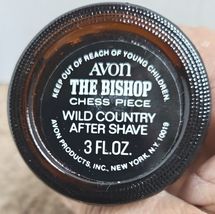 KEEP OUT OF REACH OF YOUNG CHILDREN.
AVON
THE BISHOP
CHESS PIECE
WILD COUNTRY
AFTER SHAVE
3 FL.OZ.
AVON PRODUCTS, INC., NEW YORK, N.Y. 10019